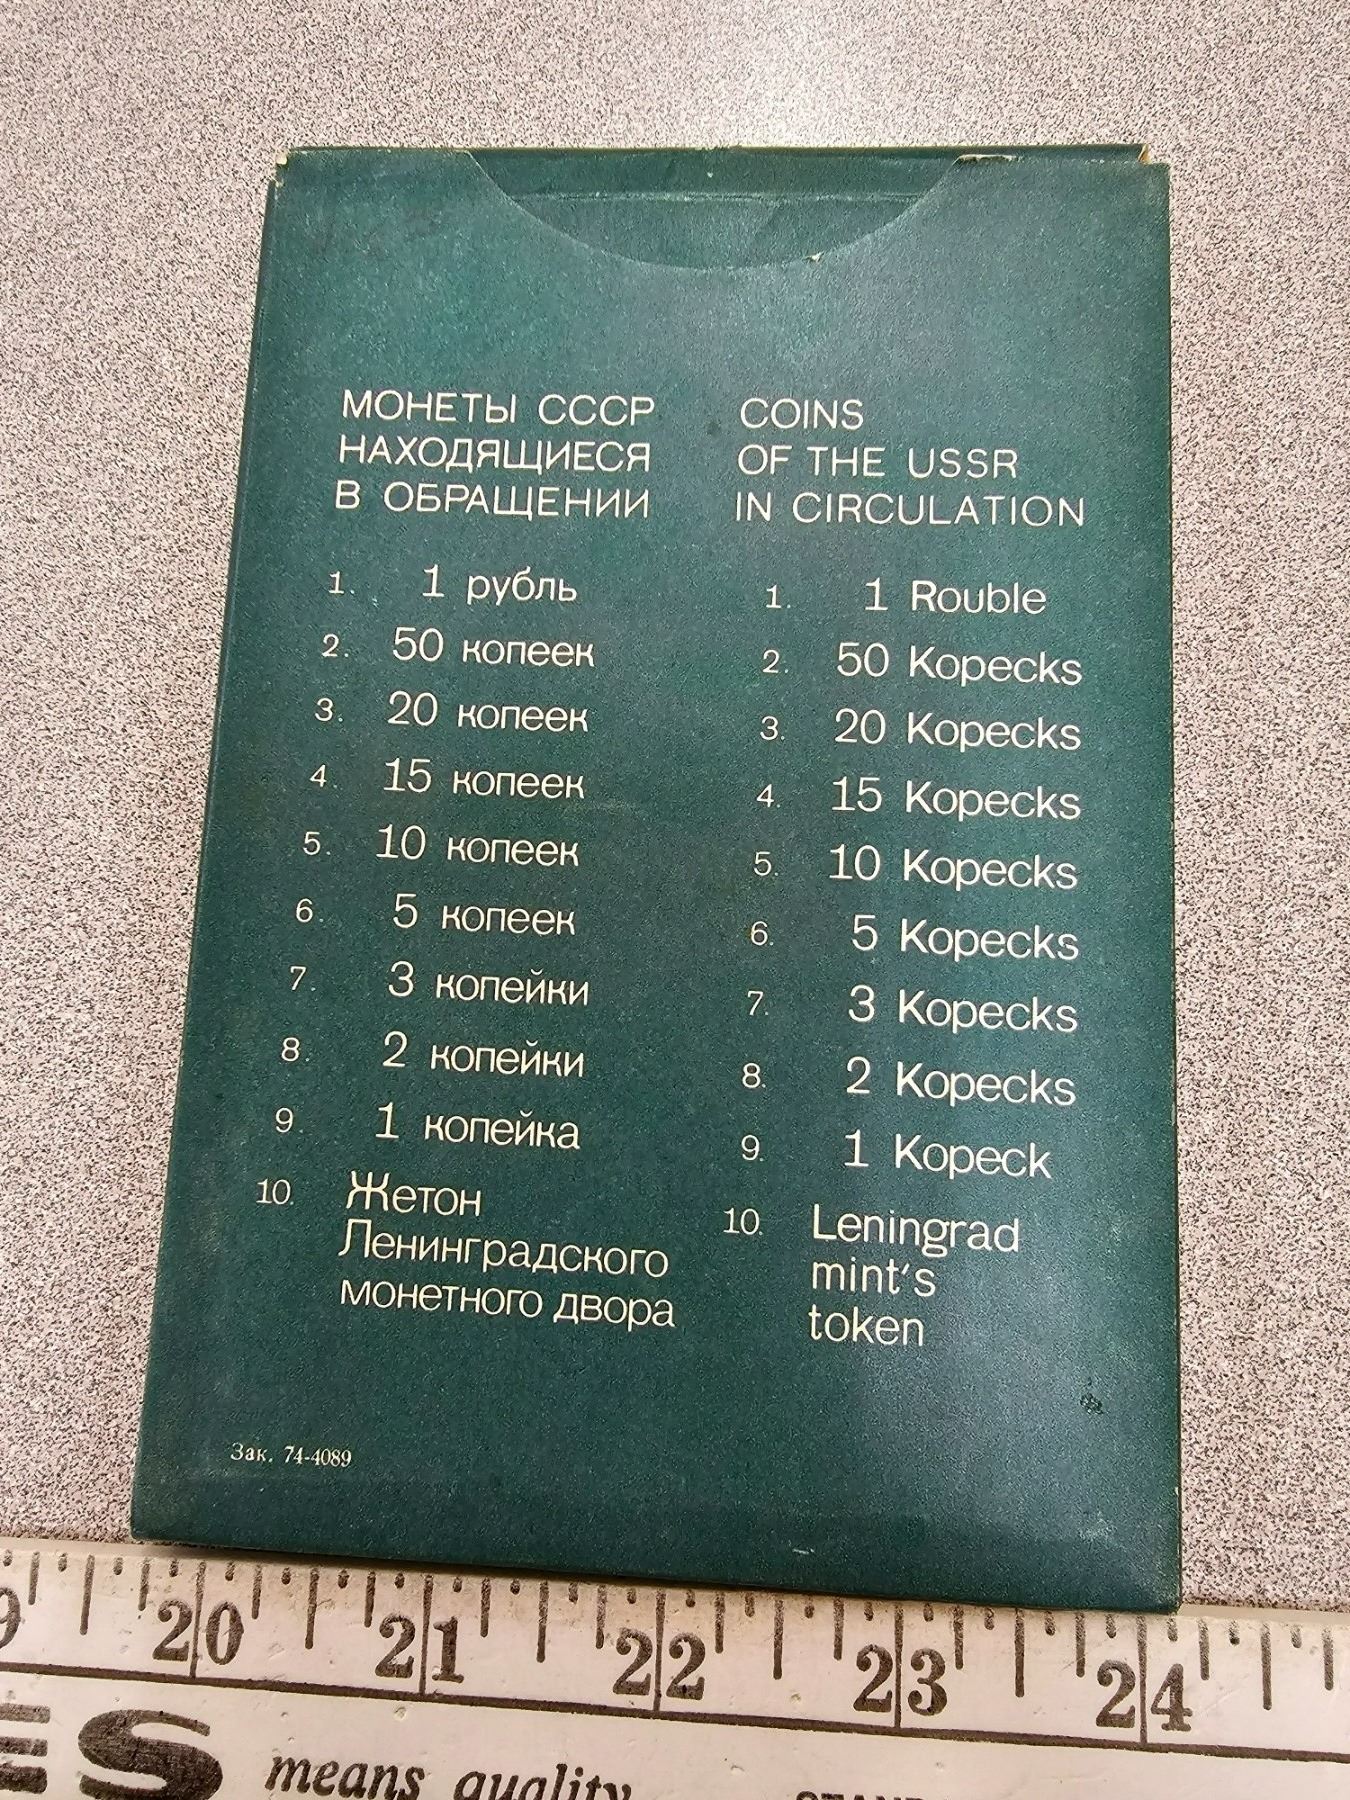 МОНЕТЫ СССР
НАХОДЯЩИЕСЯ
В ОБРАЩЕНИИ
1. 1 рубль
2. 50 копеек
3. 20 копеек
4. 15 копеек
5. 10 копеек
6. 5 копеек
7. 3 копейки
8. 2 копейки
9. 1 копейка
10. Жетон
Ленинградского
монетного двора
Зак. 74-4089
COINS
OF THE USSR
IN CIRCULATION
1. 1 Rouble
2. 50 Kopecks
3. 20 Kopecks
4. 15 Kopecks
5. 10 Kopecks
6. 5 Kopecks
7. 3 Kopecks
8. 2 Kopecks
9. 1 Kopeck
10. Leningrad
mint's
token
20 21 22 23 24
means quality